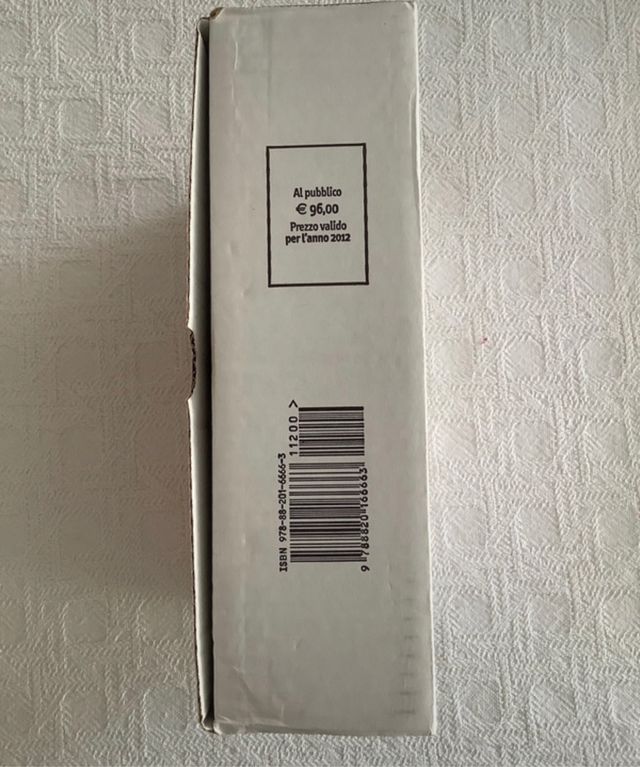 Al pubblico
€ 96,00
Prezzo valido
per l'anno 2012
ISBN 978-88-201-6666-3
11200 >
9 788820 166663